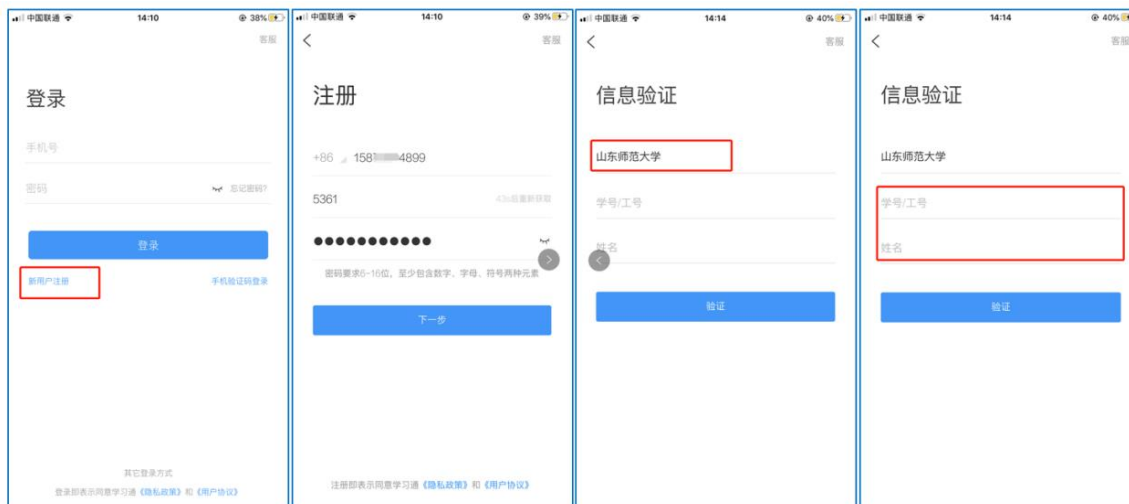 中国联通 14:10 38%
客服
登录
手机号
密码 忘记密码?
登录
新用户注册 手机验证码登录
其它登录方式
登录即表示同意学习通《隐私政策》和《用户协议》
中国联通 14:10 39%
客服
注册
+86 158 4899
5361 43s后重新获取
密码要求6-16位，至少包含数字、字母、符号两种元素
下一步
注册即表示同意学习通《隐私政策》和《用户协议》
中国联通 14:14 40%
客服
信息验证
山东师范大学
学号/工号
姓名
验证
中国联通 14:14 40%
客服
信息验证
山东师范大学
学号/工号
姓名
验证